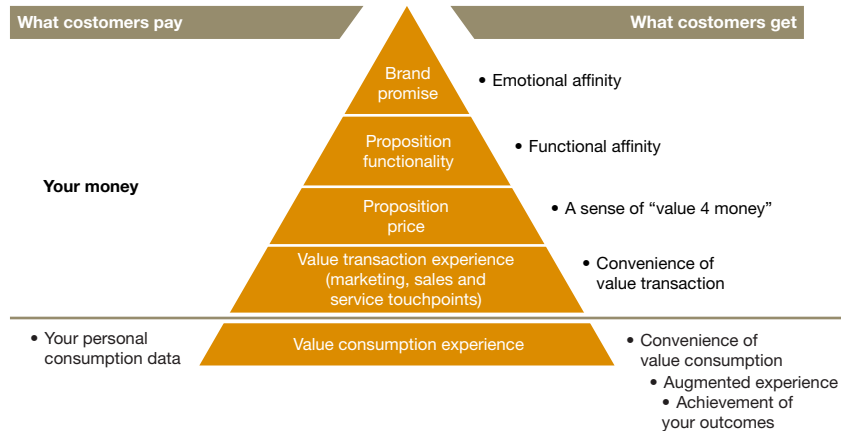 What costomers pay
What costomers get
Brand
promise
• Emotional affinity
Proposition
functionality
• Functional affinity
Your money
Proposition
price
• A sense of “value 4 money”
Value transaction experience
(marketing, sales and
service touchpoints)
• Convenience of
value transaction
• Your personal
consumption data
Value consumption experience
• Convenience of
value consumption
• Augmented experience
• Achievement of
your outcomes